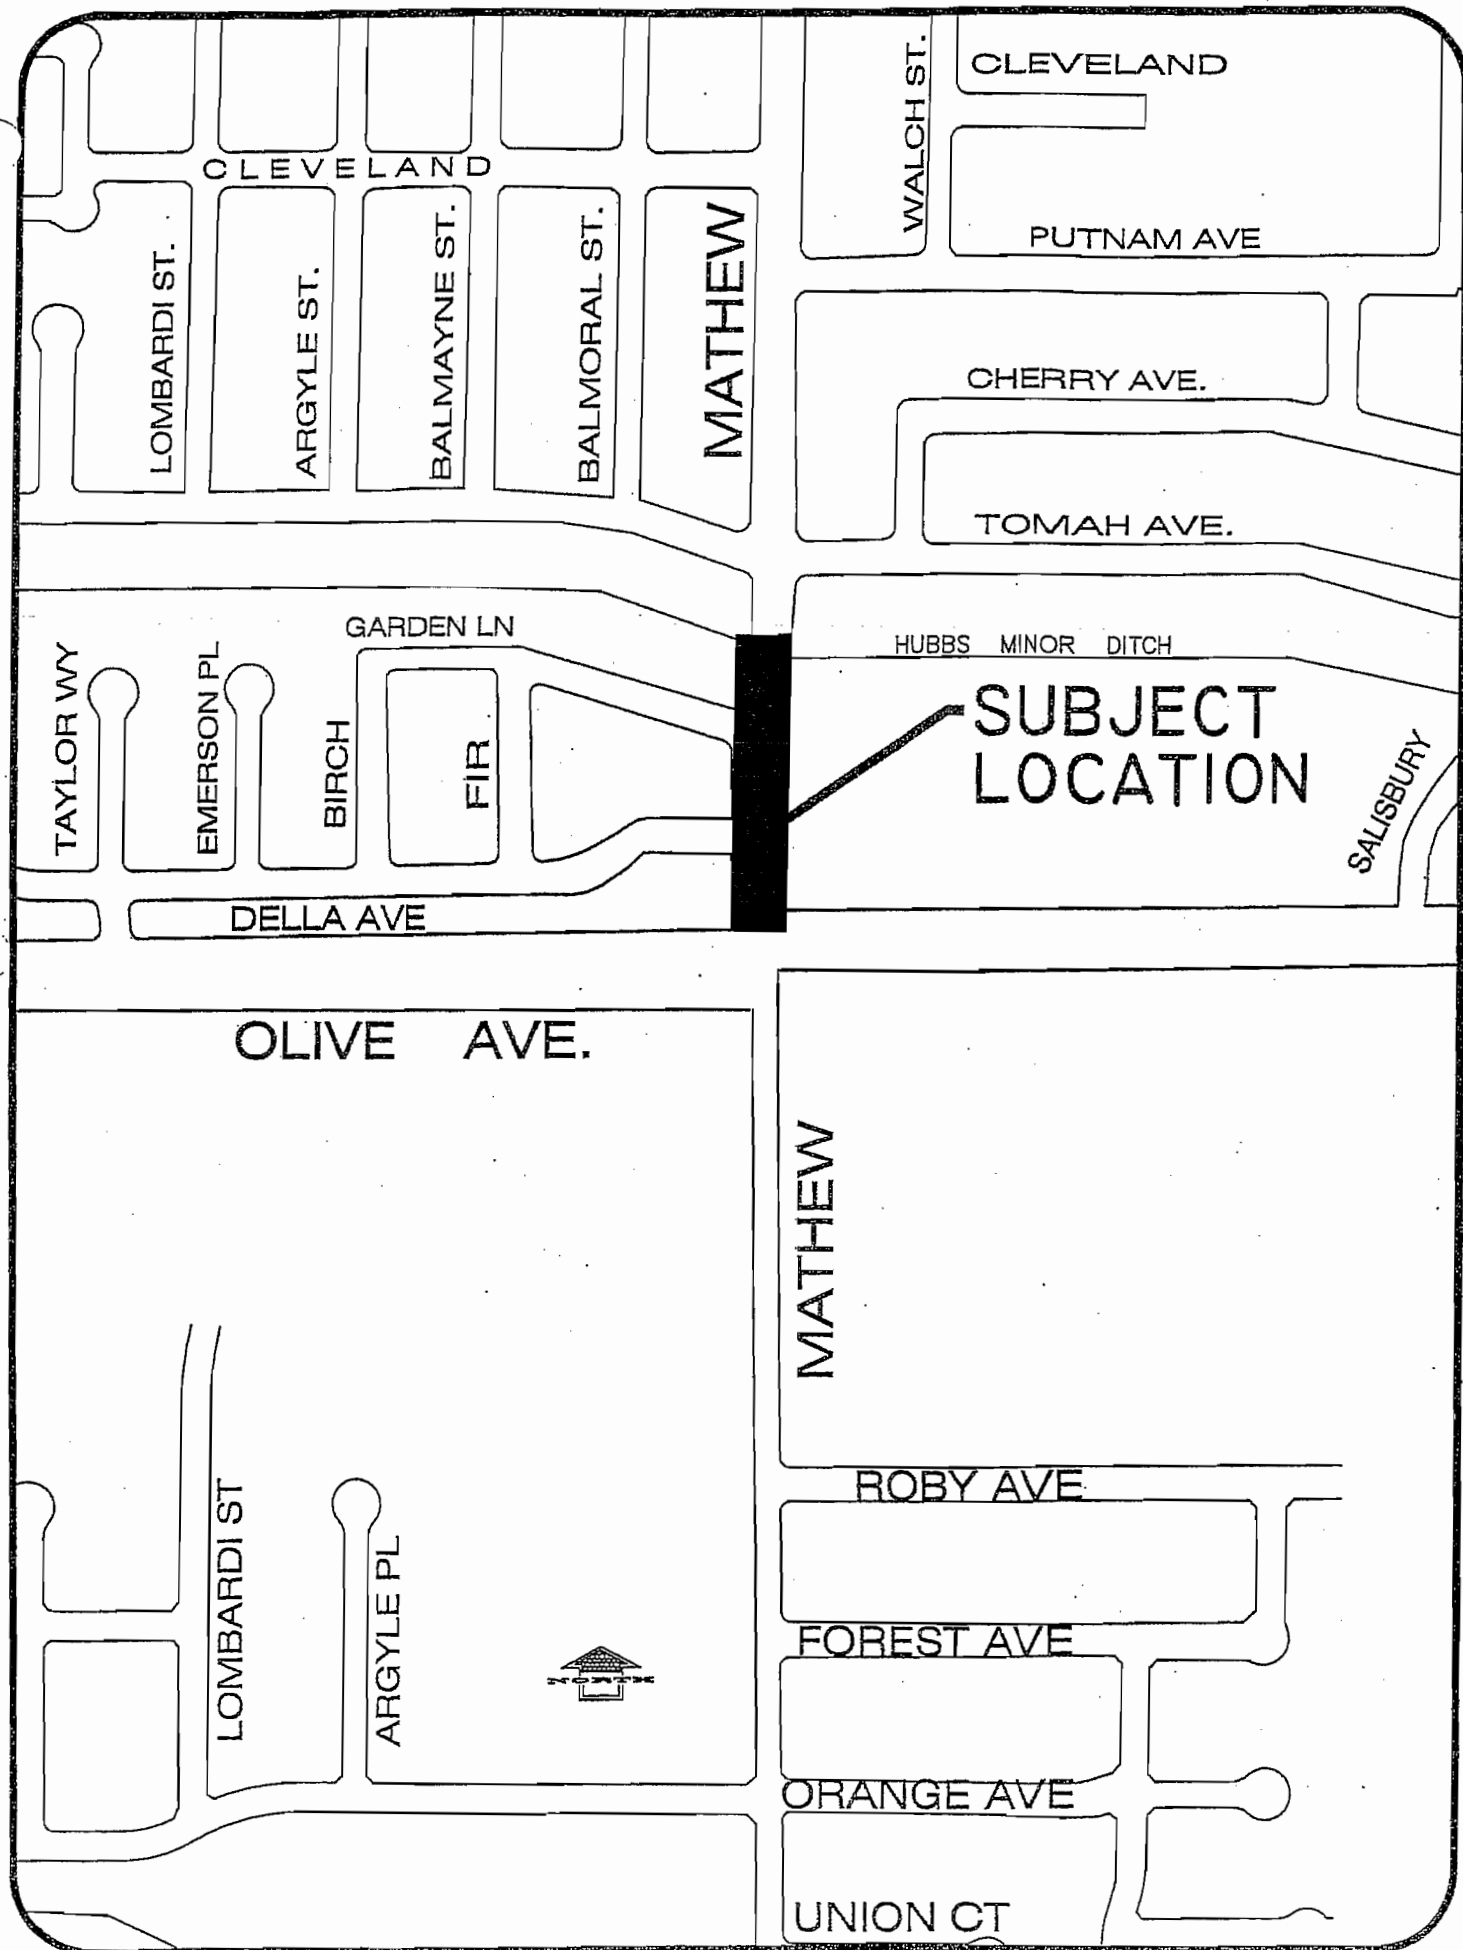 CLEVELAND
WALCH ST.
CLEVELAND
PUTNAM AVE
LOMBARDI ST.
ARGYLE ST.
BALMAYNE ST.
BALMORAL ST.
MATHEW
CHERRY AVE.
TOMAH AVE.
GARDEN LN
HUBBS MINOR DITCH
TAYLOR WY
EMERSON PL
BIRCH
FIR
SUBJECT
LOCATION
SALISBURY
DELLA AVE
OLIVE AVE.
MATHEW
ROBY AVE
LOMBARDI ST
ARGYLE PL
NORTH
FOREST AVE
ORANGE AVE
UNION CT